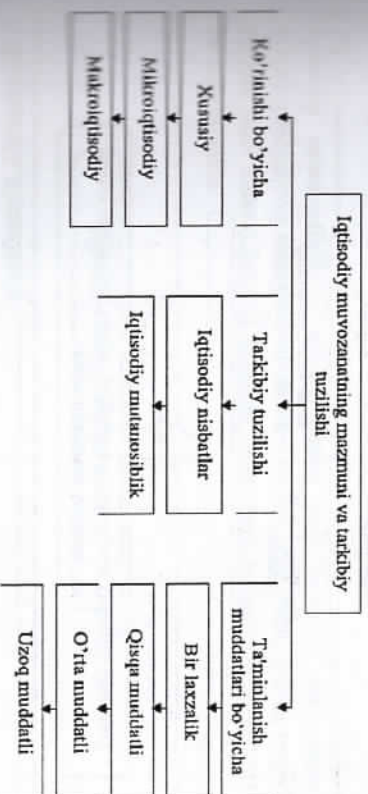 Iqtisodiy muvozanatning mazmuni va tarkibiy
tuzilishi
Ko'rinishi bo'yicha
Xususiy
Mikroiqtisodiy
Makroiqtisodiy
Tarkibiy tuzilishi
Iqtisodiy nisbatlar
Iqtisodiy mutanosiblik
Ta'minlanish
muddatlari bo'yicha
Bir laxzalik
Qisqa muddatli
O'rta muddatli
Uzoq muddatli